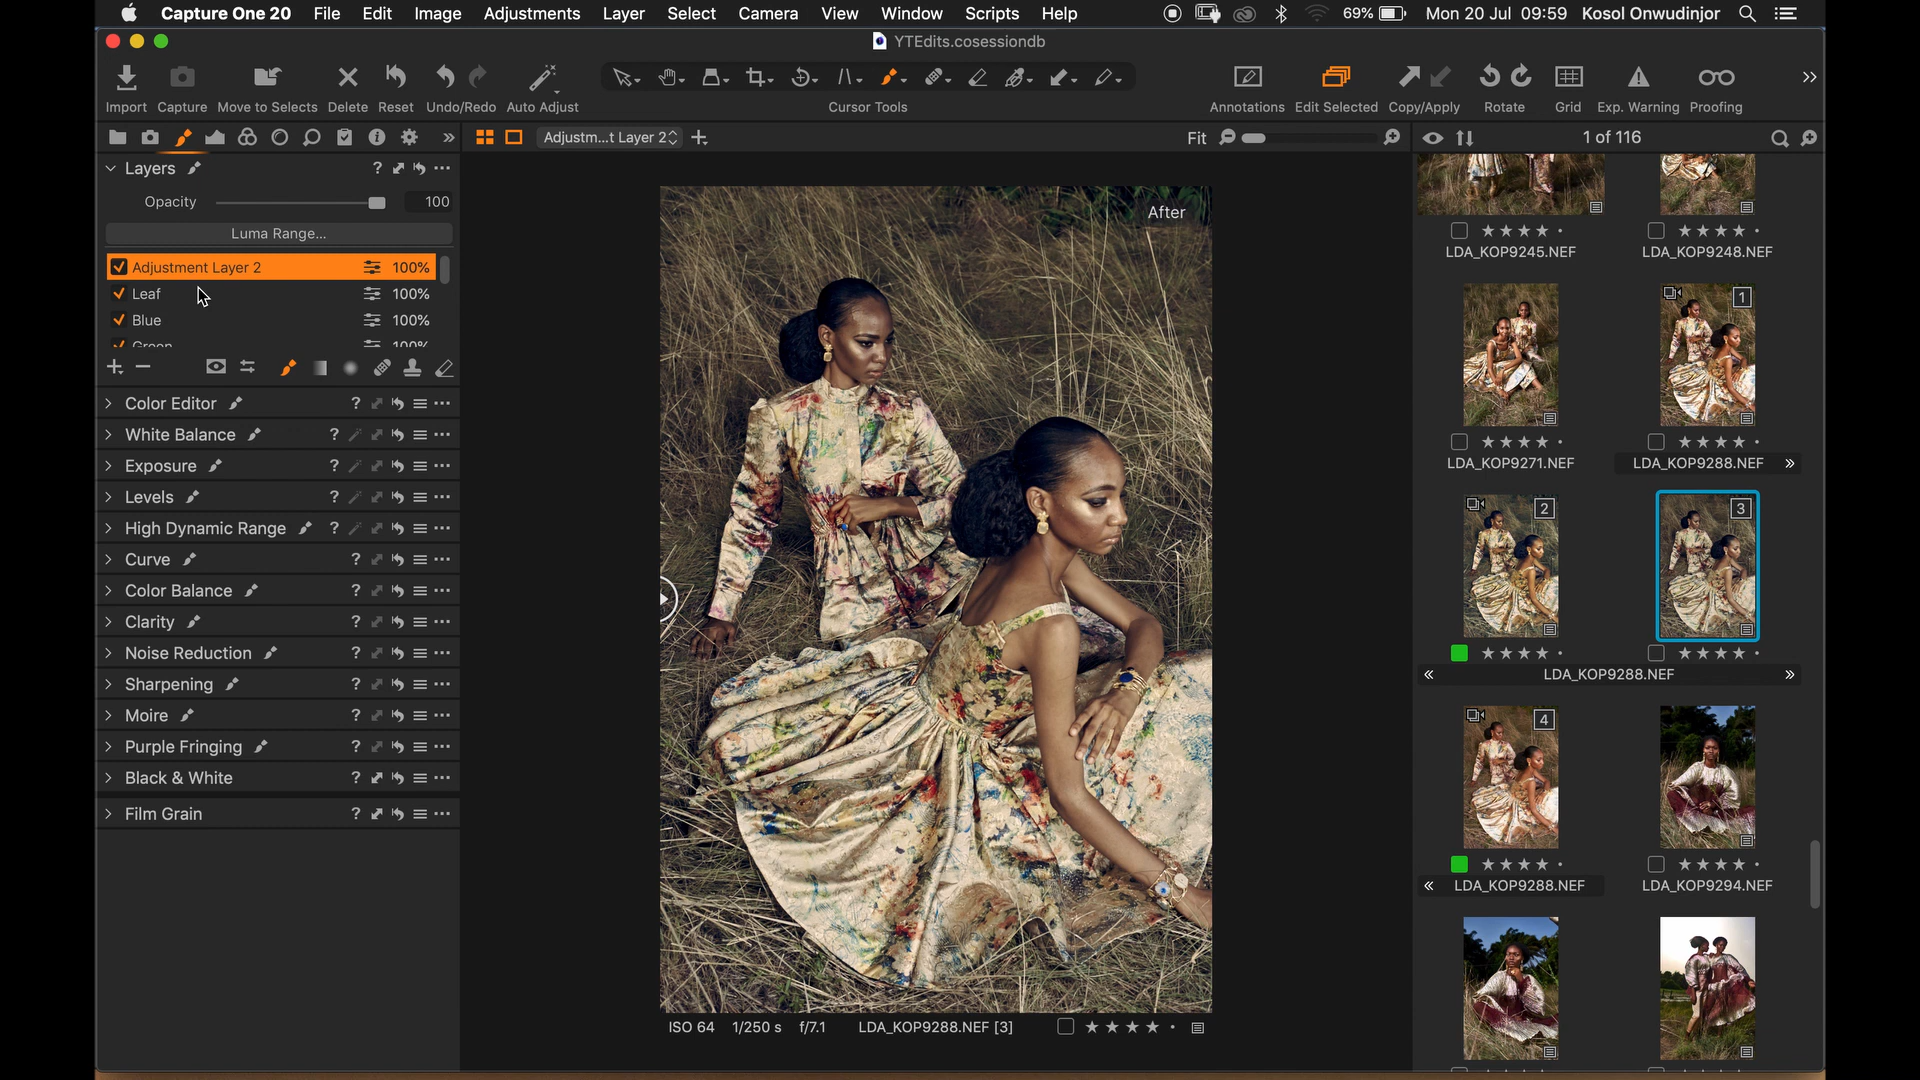 Capture One 20 File Edit Image Adjustments Layer Select Camera View Window Scripts Help 69% Mon 20 Jul 09:59 Kosol Onwudinjor
YTEdits.cosessiondb
Import Capture Move to Selects Delete Reset Undo/Redo Auto Adjust Cursor Tools Annotations Edit Selected Copy/Apply Rotate Grid Exp. Warning Proofing
Adjustm...t Layer 2 Fit 1 of 116
Layers ?
Opacity 100
Luma Range...
Adjustment Layer 2 100%
Leaf 100%
Blue 100%
Green 100%
Color Editor ?
White Balance ?
Exposure ?
Levels ?
High Dynamic Range ?
Curve ?
Color Balance ?
Clarity ?
Noise Reduction ?
Sharpening ?
Moire ?
Purple Fringing ?
Black & White ?
Film Grain ?
After
ISO 64 1/250 s f/7.1 LDA_KOP9288.NEF [3]
LDA_KOP9245.NEF LDA_KOP9248.NEF
1
LDA_KOP9271.NEF LDA_KOP9288.NEF
2 3
LDA_KOP9288.NEF
4
LDA_KOP9288.NEF LDA_KOP9294.NEF